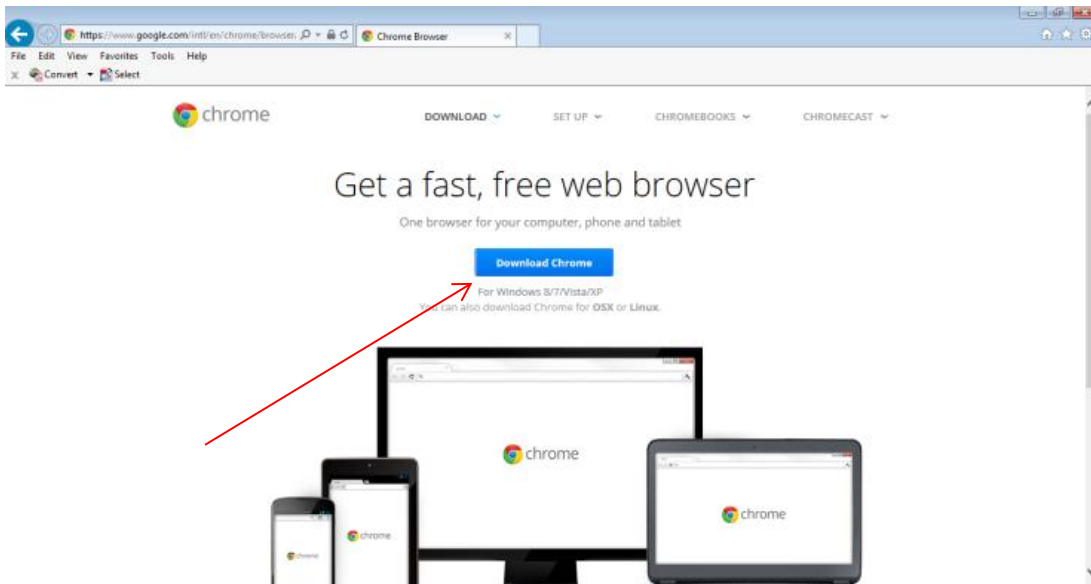 https://www.google.com/intl/en/chrome/browser.
Chrome Browser
File Edit View Favorites Tools Help
x Convert Select
chrome
DOWNLOAD SET UP CHROMEBOOKS CHROMECAST
Get a fast, free web browser
One browser for your computer, phone and tablet
Download Chrome
For Windows 8/7/Vista/XP
You can also download Chrome for OSX or Linux.
chrome
chrome
chrome
chrome